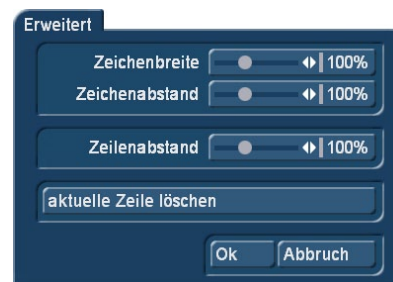 Erweitert
Zeichenbreite 100%
Zeichenabstand 100%
Zeilenabstand 100%
aktuelle Zeile löschen
Ok Abbruch